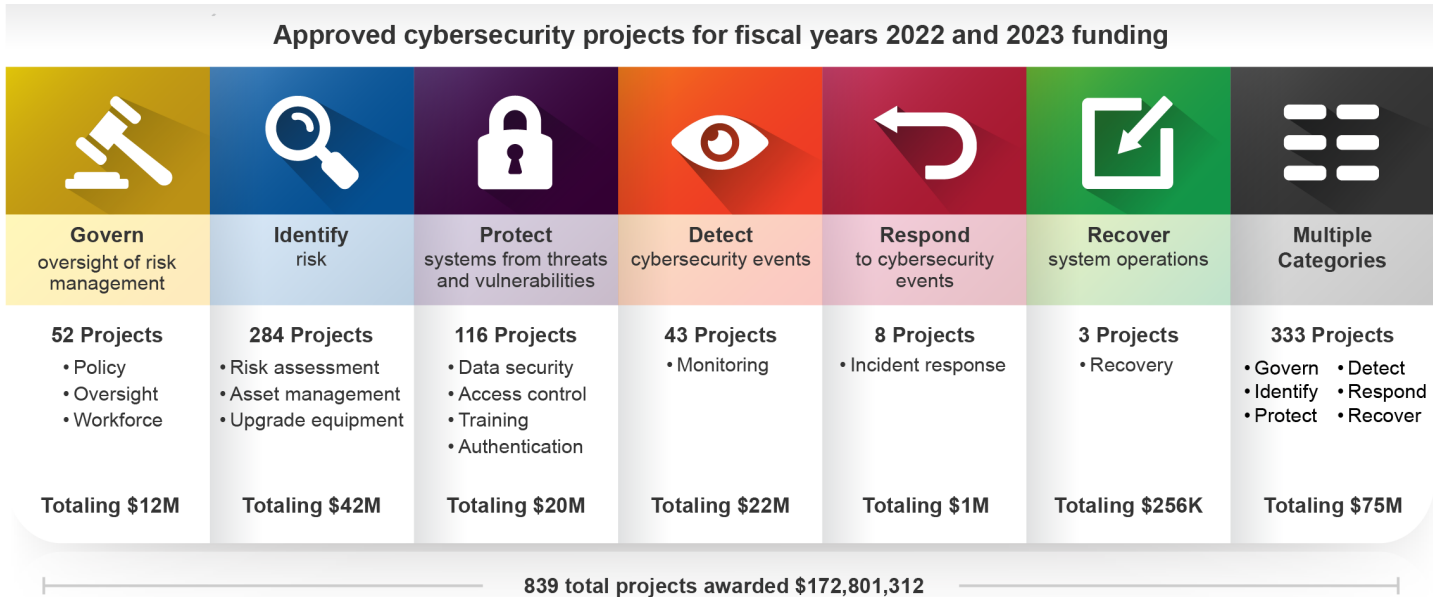 Approved cybersecurity projects for fiscal years 2022 and 2023 funding
Govern
oversight of risk
management
52 Projects
• Policy
• Oversight
• Workforce
Totaling $12M
Identify
risk
284 Projects
• Risk assessment
• Asset management
• Upgrade equipment
Totaling $42M
Protect
systems from threats
and vulnerabilities
116 Projects
• Data security
• Access control
• Training
• Authentication
Totaling $20M
Detect
cybersecurity events
43 Projects
• Monitoring
Totaling $22M
Respond
to cybersecurity
events
8 Projects
• Incident response
Totaling $1M
Recover
system operations
3 Projects
• Recovery
Totaling $256K
Multiple
Categories
333 Projects
• Govern
• Identify
• Protect
• Detect
• Respond
• Recover
Totaling $75M
839 total projects awarded $172,801,312